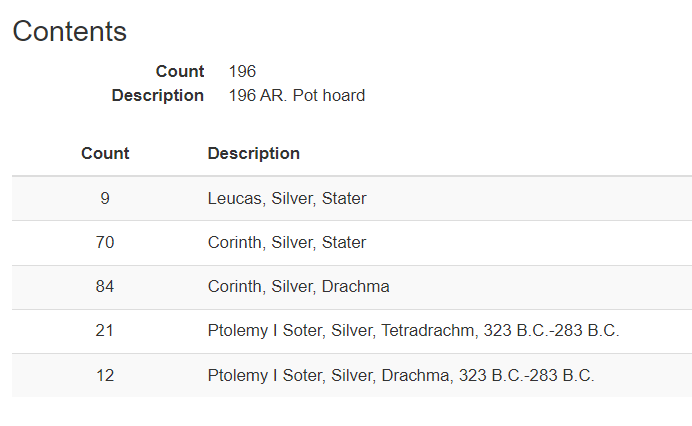 Contents
Count 196
Description 196 AR. Pot hoard
Count Description
9 Leucas, Silver, Stater
70 Corinth, Silver, Stater
84 Corinth, Silver, Drachma
21 Ptolemy I Soter, Silver, Tetradrachm, 323 B.C.-283 B.C.
12 Ptolemy I Soter, Silver, Drachma, 323 B.C.-283 B.C.